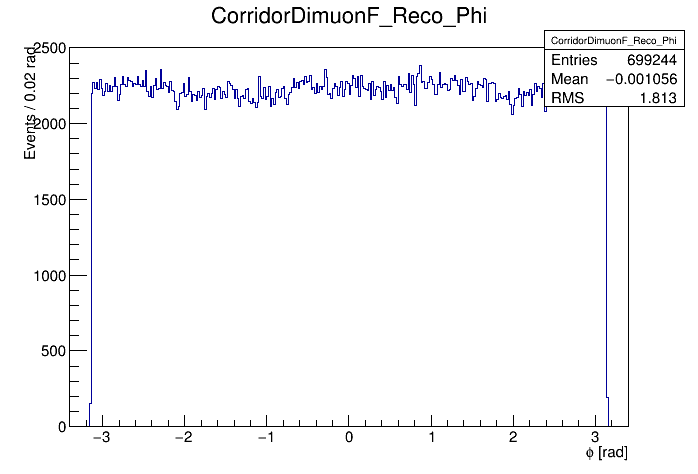 CorridorDimuonF_Reco_Phi
CorridorDimuonF_Reco_Phi
Entries 699244
Mean −0.001056
RMS 1.813
Events / 0.02 rad
2500
2000
1500
1000
500
0
−3 −2 −1 0 1 2 3
ϕ [rad]